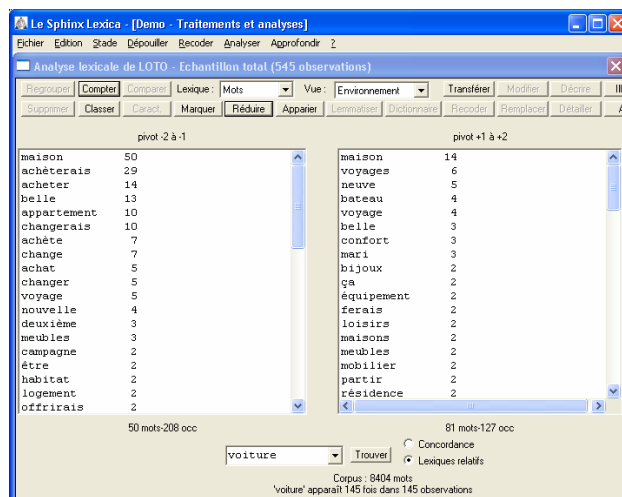 Le Sphinx Lexica - [Demo - Traitements et analyses]
Fichier Edition Stade Dépouiller Recoder Analyser Approfondir ?
Analyse lexicale de LOTO - Echantillon total (545 observations)
Regrouper Compter Comparer Lexique : Mots Vue : Environnement Transférer Modifier Décrire
Supprimer Classer Caract. Marquer Réduire Apparier Lemmatiser Dictionnaire Recoder Remplacer Détailler
pivot -2 à -1 pivot +1 à +2
maison 50 maison 14
achèterais 29 voyages 6
acheter 14 neuve 5
belle 13 bateau 4
appartement 10 voyage 4
changerais 10 belle 3
achète 7 confort 3
change 7 mari 3
achat 5 bijoux 2
changer 5 ça 2
voyage 5 équipement 2
nouvelle 4 ferais 2
deuxième 3 loisirs 2
meubles 3 maisons 2
campagne 2 meubles 2
être 2 mobilier 2
habitat 2 partir 2
logement 2 résidence 2
offrirais 2
50 mots-208 occ 81 mots-127 occ
voiture Trouver Concordance
Lexiques relatifs
Corpus : 8404 mots
'voiture' apparaît 145 fois dans 145 observations